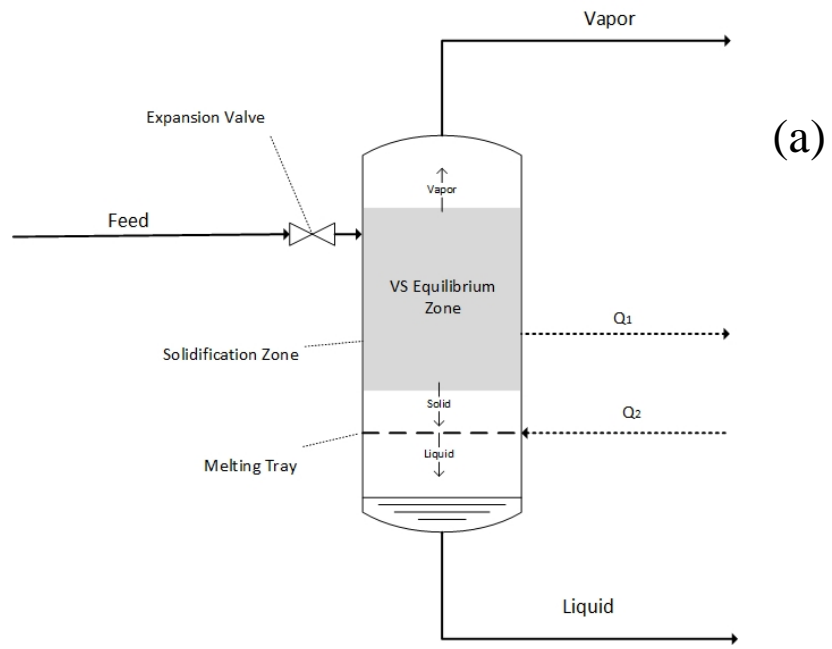 Vapor
(a)
Expansion Valve
Vapor
Feed
VS Equilibrium
Zone
Q1
Solidification Zone
Solid
Q2
Melting Tray
Liquid
Liquid